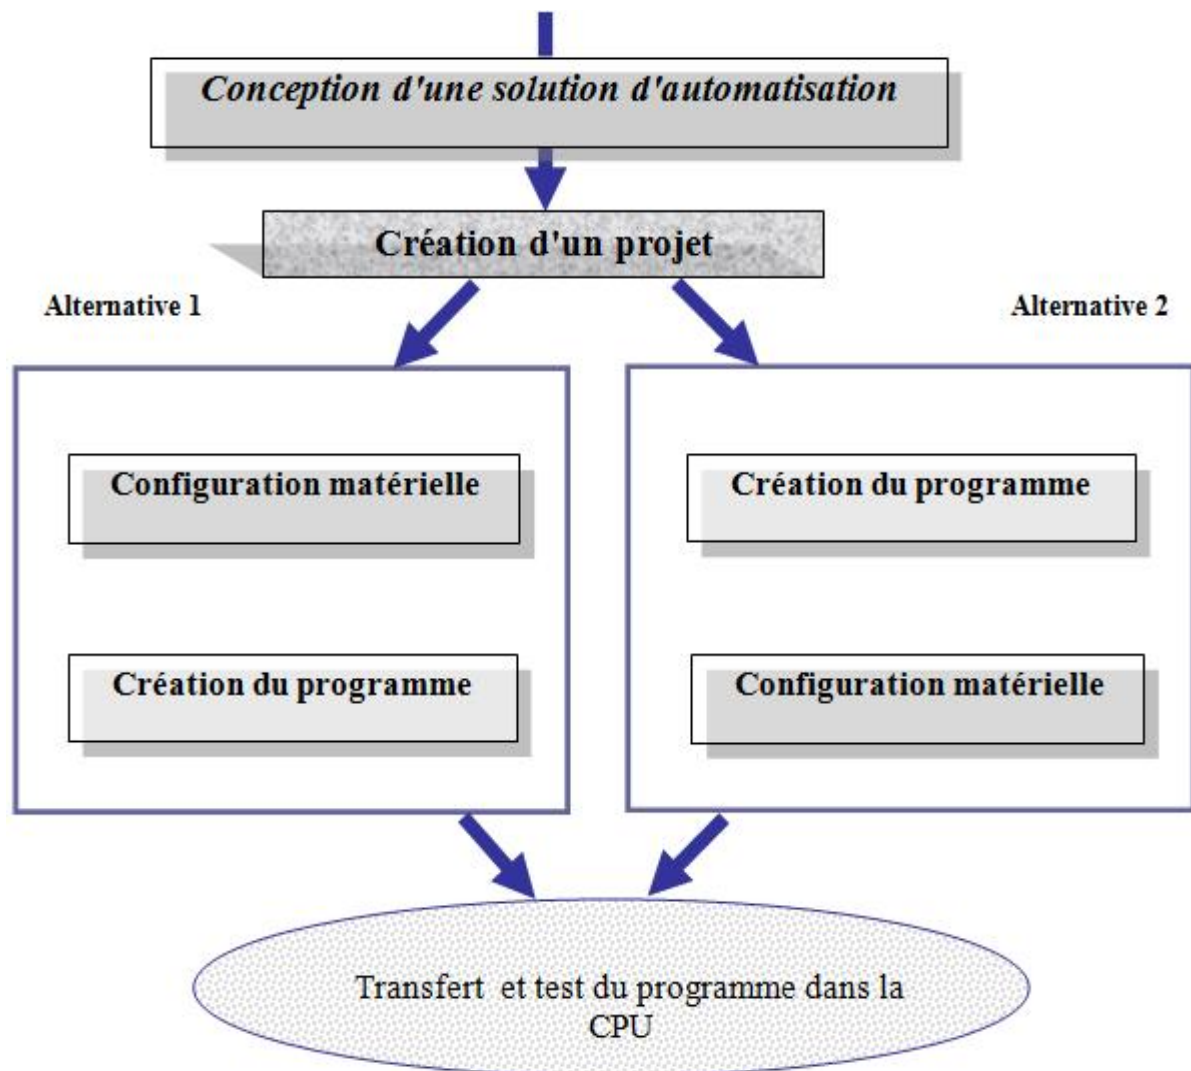 Conception d'une solution d'automatisation
Création d'un projet
Alternative 1
Alternative 2
Configuration matérielle
Création du programme
Création du programme
Configuration matérielle
Transfert et test du programme dans la
CPU